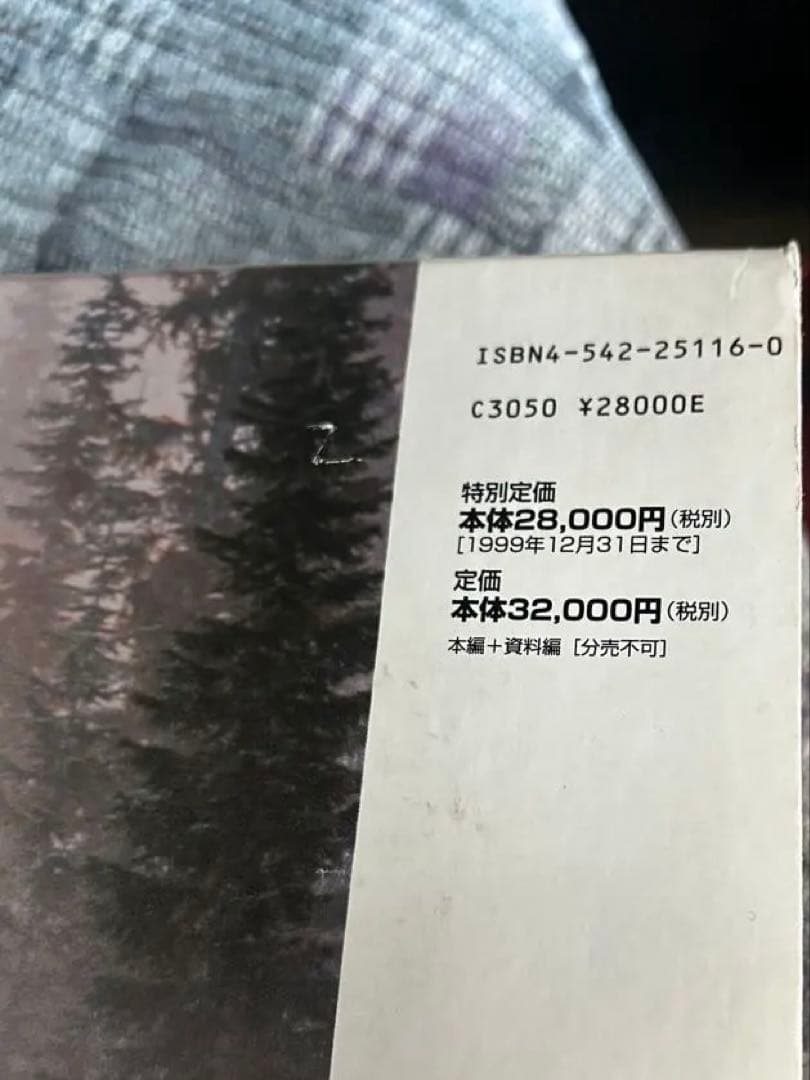 ISBN4-542-25116-0
C3050 ¥28000E
特別定価
本体28,000円(税別)
[1999年12月31日まで]
定価
本体32,000円(税別)
本編+資料編 [分売不可]